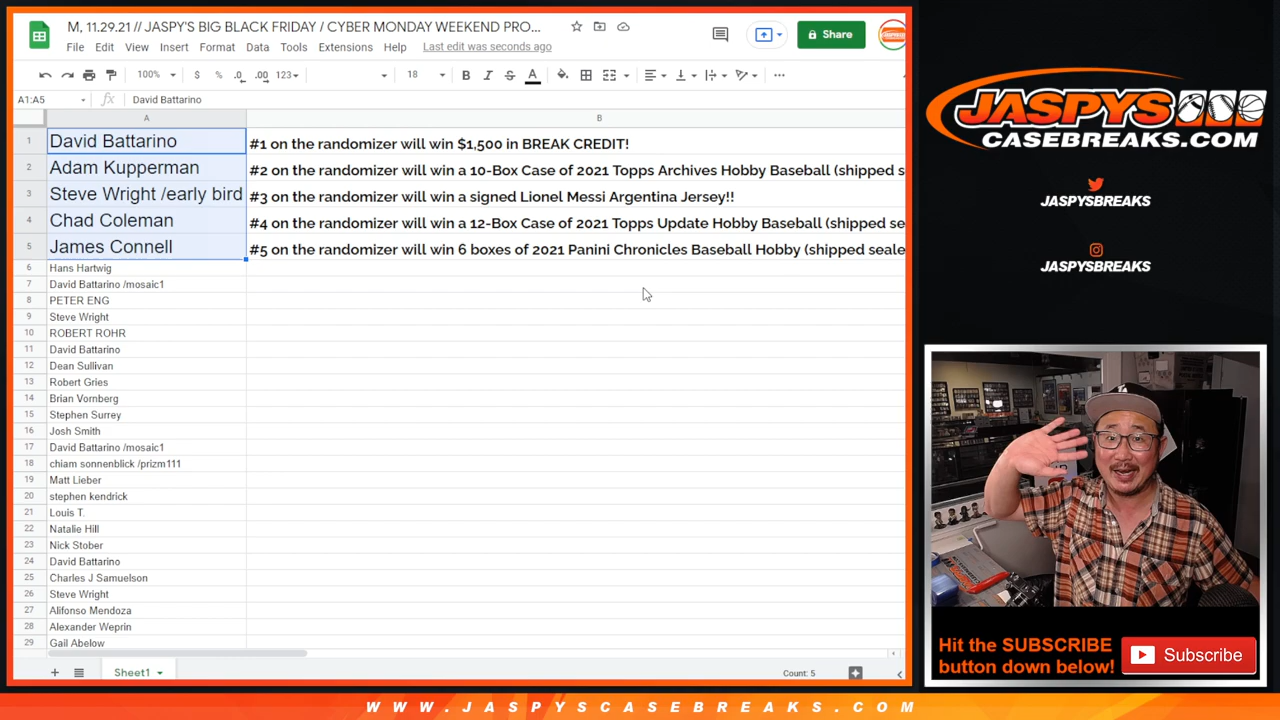 M, 11.29.21 // JASPY'S BIG BLACK FRIDAY / CYBER MONDAY WEEKEND PRO...
Share
File Edit View Insert Format Data Tools Extensions Help Last edit was seconds ago
100% $ % .0 .00 123 18 B I S A
A1:A5 fx David Battarino
A B
1 David Battarino #1 on the randomizer will win $1,500 in BREAK CREDIT!
2 Adam Kupperman #2 on the randomizer will win a 10-Box Case of 2021 Topps Archives Hobby Baseball (shipped s
3 Steve Wright /early bird #3 on the randomizer will win a signed Lionel Messi Argentina Jersey!!
4 Chad Coleman #4 on the randomizer will win a 12-Box Case of 2021 Topps Update Hobby Baseball (shipped se
5 James Connell #5 on the randomizer will win 6 boxes of 2021 Panini Chronicles Baseball Hobby (shipped seale
6 Hans Hartwig
7 David Battarino /mosaic1
8 PETER ENG
9 Steve Wright
10 ROBERT ROHR
11 David Battarino
12 Dean Sullivan
13 Robert Gries
14 Brian Vornberg
15 Stephen Surrey
16 Josh Smith
17 David Battarino /mosaic1
18 chiam sonnenblick /prizm111
19 Matt Lieber
20 stephen kendrick
21 Louis T.
22 Natalie Hill
23 Nick Stober
24 David Battarino
25 Charles J Samuelson
26 Steve Wright
27 Alifonso Mendoza
28 Alexander Weprin
29 Gail Abelow
Sheet1
Count: 5
JASPYS
CASEBREAKS.COM
JASPYSBREAKS
JASPYSBREAKS
Hit the SUBSCRIBE
button down below!
Subscribe
WWW.JASPYSCASEBREAKS.COM